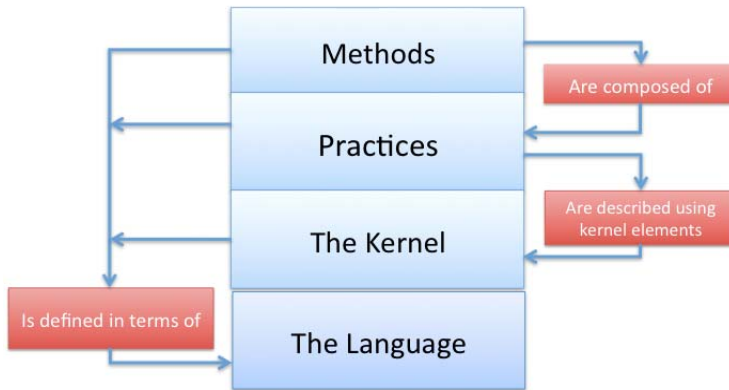 Methods
Are composed of
Practices
Are described using
kernel elements
The Kernel
Is defined in terms of
The Language